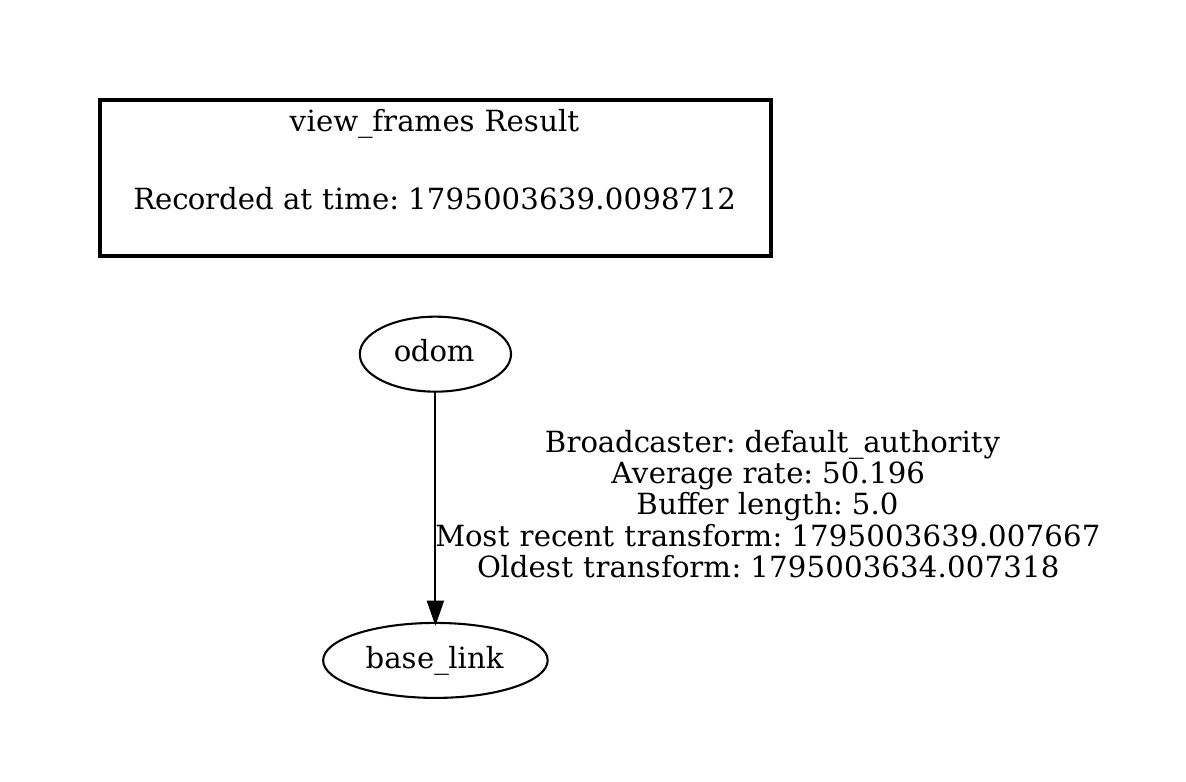 view_frames Result
Recorded at time: 1795003639.0098712
odom
Broadcaster: default_authority
Average rate: 50.196
Buffer length: 5.0
Most recent transform: 1795003639.007667
Oldest transform: 1795003634.007318
base_link